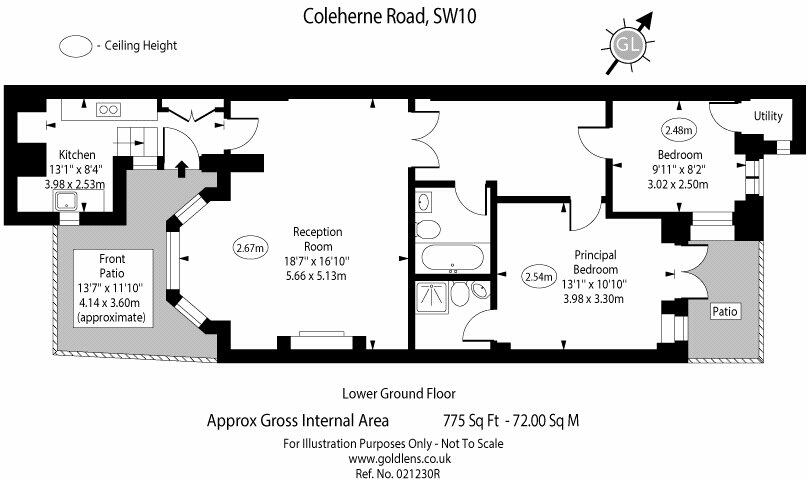 Coleherne Road, SW10
- Ceiling Height
GL
Kitchen
13'1" x 8'4"
3.98 x 2.53m
2.67m
Reception
Room
18'7" x 16'10"
5.66 x 5.13m
Front
Patio
13'7" x 11'10"
4.14 x 3.60m
(approximate)
2.48m
Bedroom
9'11" x 8'2"
3.02 x 2.50m
Utility
2.54m
Principal
Bedroom
13'1" x 10'10"
3.98 x 3.30m
Patio
Lower Ground Floor
Approx Gross Internal Area 775 Sq Ft - 72.00 Sq M
For Illustration Purposes Only - Not To Scale
www.goldlens.co.uk
Ref. No. 021230R